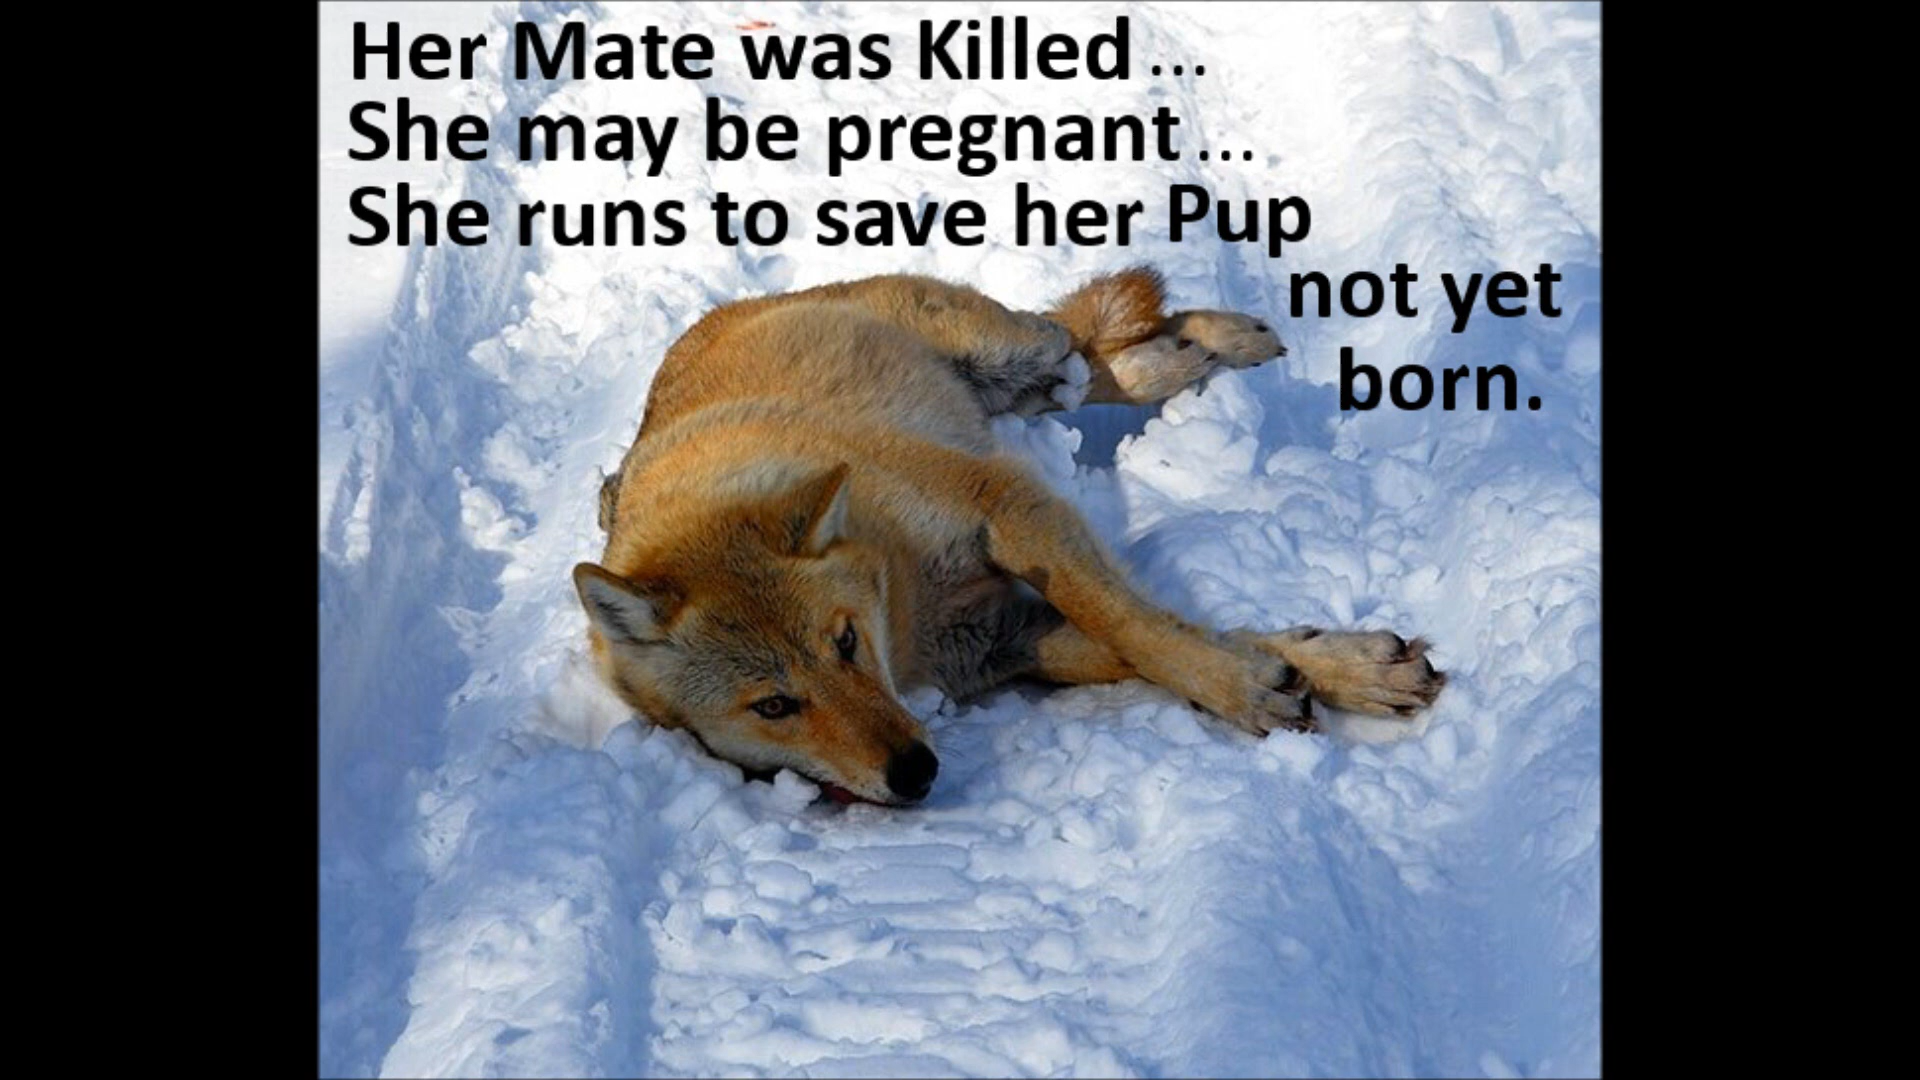 Her Mate was Killed ...
She may be pregnant ...
She runs to save her Pup
not yet
born.